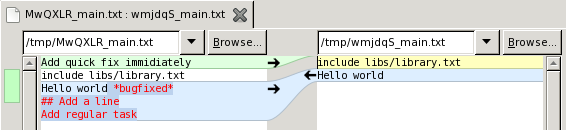 MwQXLR_main.txt : wmjdqS_main.txt
/tmp/MwQXLR_main.txt
Browse...
/tmp/wmjdqS_main.txt
Browse...
Add quick fix immidiately
include libs/library.txt
Hello world *bugfixed*
## Add a line
Add regular task
include libs/library.txt
Hello world